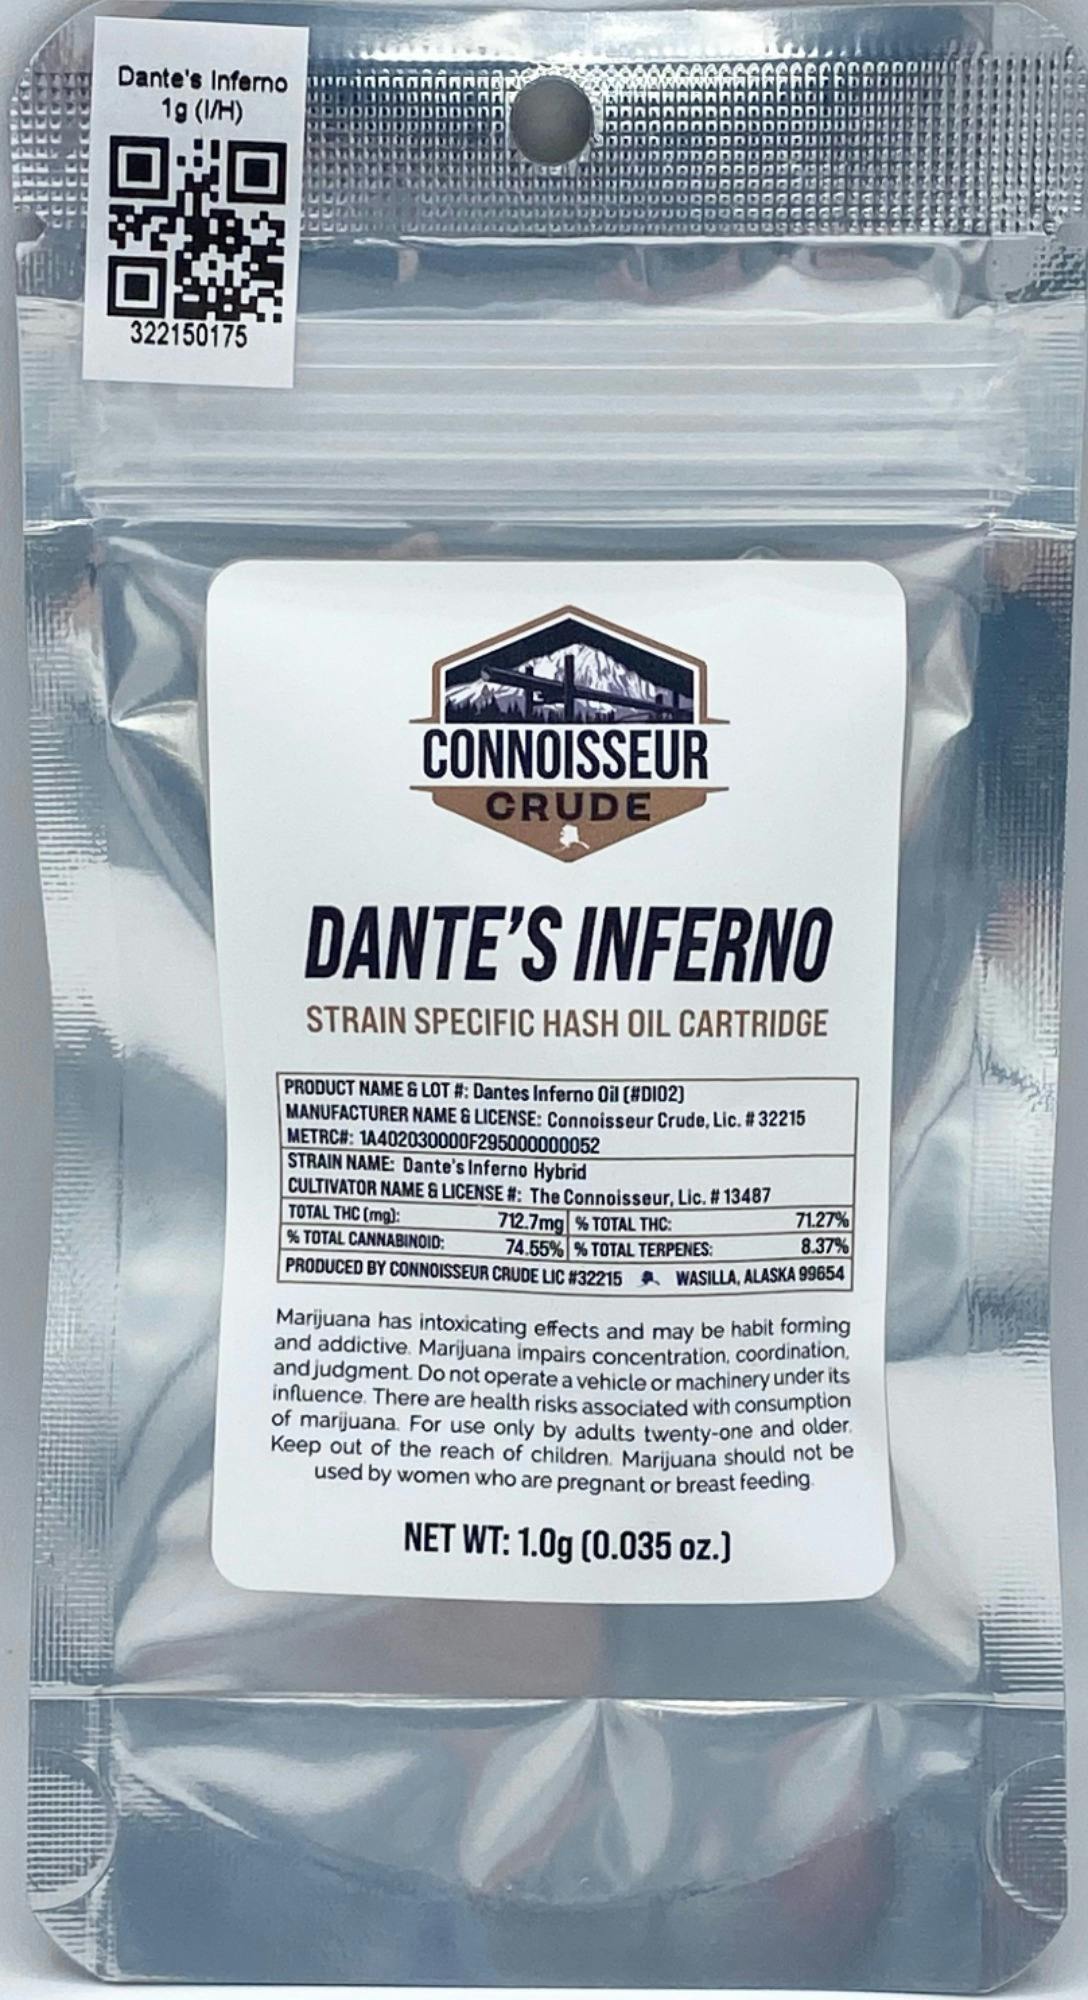 Dante's Inferno
1g (I/H)
322150175
CONNOISSEUR
CRUDE
DANTE'S INFERNO
STRAIN SPECIFIC HASH OIL CARTRIDGE
PRODUCT NAME & LOT #: Dantes Inferno Oil (#DI02)
MANUFACTURER NAME & LICENSE: Connoisseur Crude, Lic. # 32215
METRC#: 1A402030000F295000000052
STRAIN NAME: Dante's Inferno Hybrid
CULTIVATOR NAME & LICENSE #: The Connoisseur, Lic. # 13487
TOTAL THC (mg): 712.7mg % TOTAL THC: 71.27%
% TOTAL CANNABINOID: 74.55% % TOTAL TERPENES: 8.37%
PRODUCED BY CONNOISSEUR CRUDE LIC #32215 WASILLA, ALASKA 99654
Marijuana has intoxicating effects and may be habit forming
and addictive. Marijuana impairs concentration, coordination,
and judgment. Do not operate a vehicle or machinery under its
influence. There are health risks associated with consumption
of marijuana. For use only by adults twenty-one and older.
Keep out of the reach of children. Marijuana should not be
used by women who are pregnant or breast feeding.
NET WT: 1.0g (0.035 oz.)